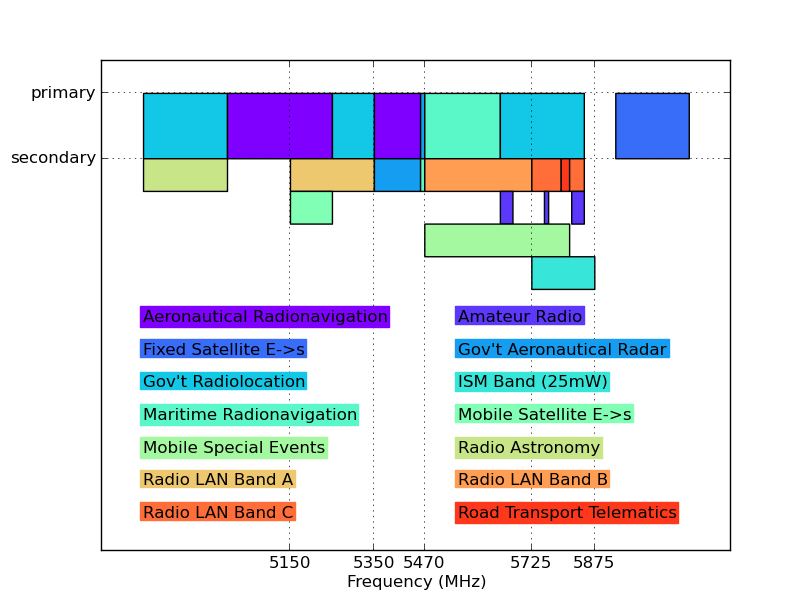 primary
secondary
Aeronautical Radionavigation
Amateur Radio
Fixed Satellite E->s
Gov't Aeronautical Radar
Gov't Radiolocation
ISM Band (25mW)
Maritime Radionavigation
Mobile Satellite E->s
Mobile Special Events
Radio Astronomy
Radio LAN Band A
Radio LAN Band B
Radio LAN Band C
Road Transport Telematics
5150 5350 5470 5725 5875
Frequency (MHz)